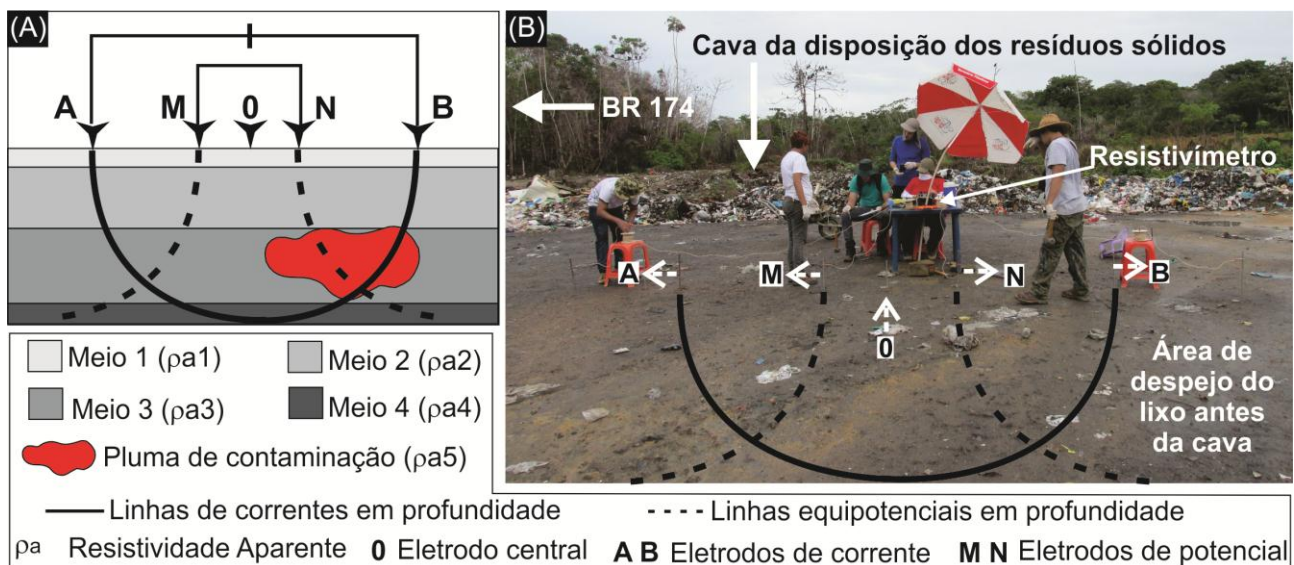 (A)
A M 0 N B
Meio 1 (ρa1)
Meio 2 (ρa2)
Meio 3 (ρa3)
Meio 4 (ρa4)
Pluma de contaminação (ρa5)
(B)
Cava da disposição dos resíduos sólidos
BR 174
Resistivímetro
A M N B
0
Área de
despejo do
lixo antes
da cava
Linhas de correntes em profundidade
Linhas equipotenciais em profundidade
ρa Resistividade Aparente 0 Eletrodo central A B Eletrodos de corrente M N Eletrodos de potencial